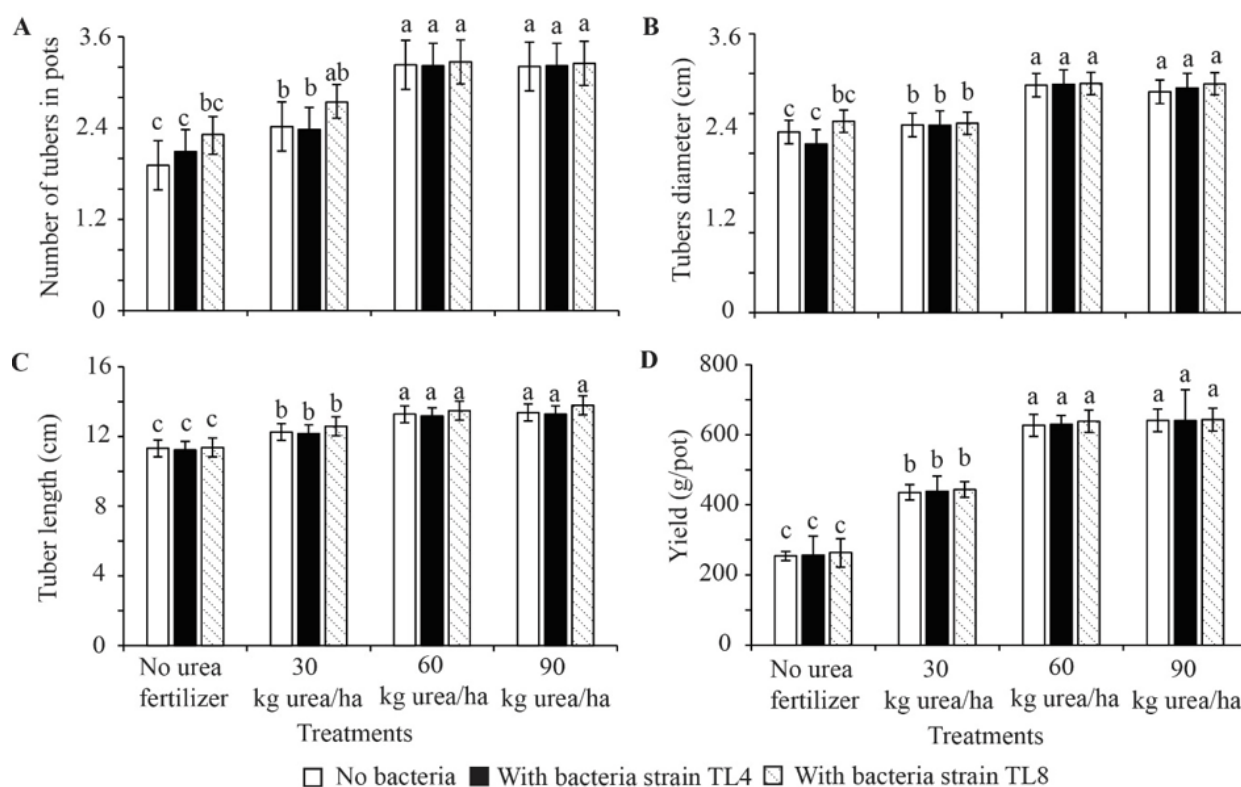 A
Number of tubers in pots
3.6
2.4
1.2
0
c c bc
b b ab
a a a
a a a
B
Tubers diameter (cm)
3.6
2.4
1.2
0
c c bc
b b b
a a a
a a a
C
Tuber length (cm)
16
12
8
4
0
c c c
b b b
a a a
a a a
No urea fertilizer
30 kg urea/ha
60 kg urea/ha
90 kg urea/ha
Treatments
D
Yield (g/pot)
800
600
400
200
0
c c c
b b b
a a a
a a a
No urea fertilizer
30 kg urea/ha
60 kg urea/ha
90 kg urea/ha
Treatments
No bacteria With bacteria strain TL4 With bacteria strain TL8